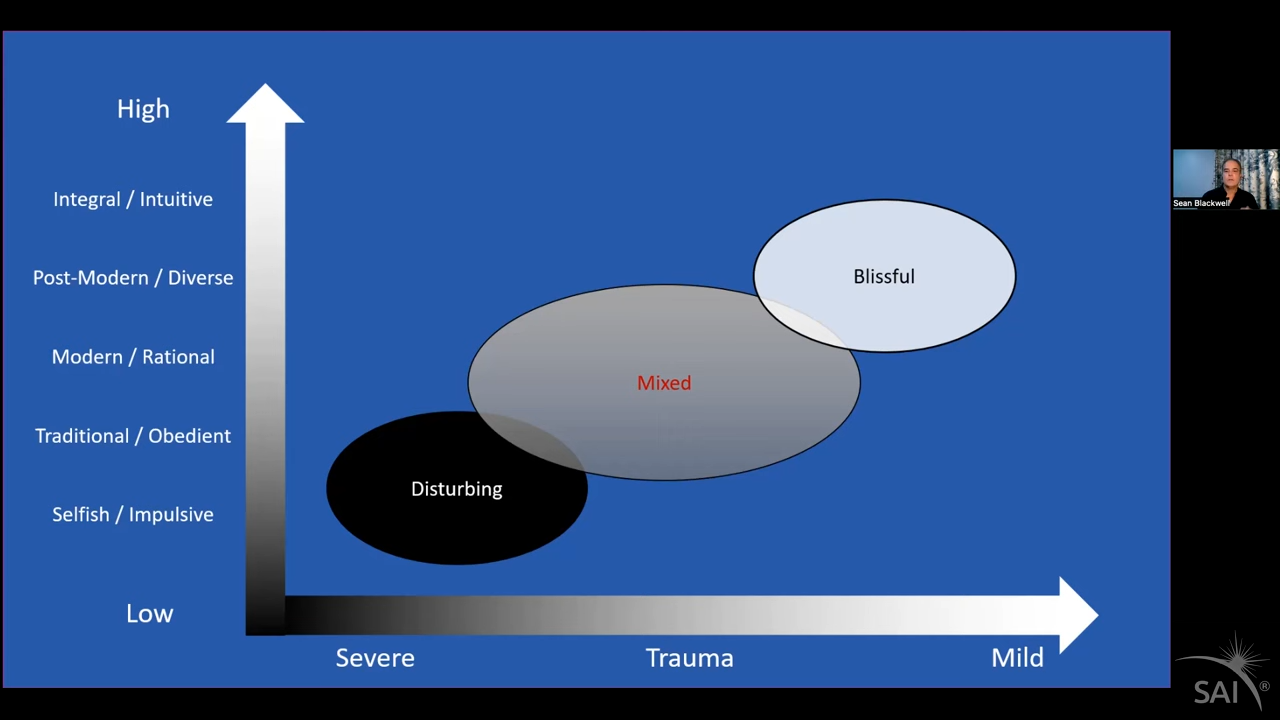 High
Integral / Intuitive
Post-Modern / Diverse
Modern / Rational
Traditional / Obedient
Selfish / Impulsive
Low
Blissful
Mixed
Disturbing
Severe
Trauma
Mild
Sean Blackwell
SAI®